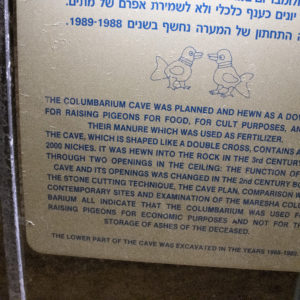 יונים כענף כלכלי ולא לשמירת אפרם של מתים.
התחתון של המערה נחשף בשנים 1989-1988.
THE COLUMBARIUM CAVE WAS PLANNED AND HEWN AS A DOV
FOR RAISING PIGEONS FOR FOOD, FOR CULT PURPOSES, AN
THEIR MANURE WHICH WAS USED AS FERTILIZER.
THE CAVE, WHICH IS SHAPED LIKE A DOUBLE CROSS, CONTAINS A
2000 NICHES. IT WAS HEWN INTO THE ROCK IN THE 3rd CENTURY
THROUGH TWO OPENINGS IN THE CEILING: THE FUNCTION OF
CAVE AND ITS OPENINGS WAS CHANGED IN THE 2nd CENTURY B
THE STONE CUTTING TECHNIQUE, THE CAVE PLAN, COMPARISON W
CONTEMPORARY SITES AND EXAMINATION OF THE MARESHA COLU
BARIUM ALL INDICATE THAT THE COLUMBARIUM WAS USED FO
RAISING PIGEONS FOR ECONOMIC PURPOSES AND NOT FOR TH
STORAGE OF ASHES OF THE DECEASED.
THE LOWER PART OF THE CAVE WAS EXCAVATED IN THE YEARS 1988-1989.